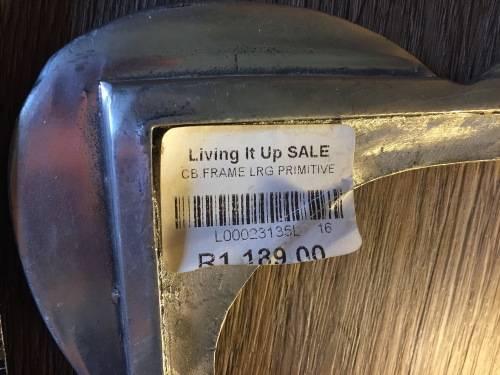 Living It Up SALE
CB.FRAME LRG PRIMITIVE
L00023135L 16
R1,189.00